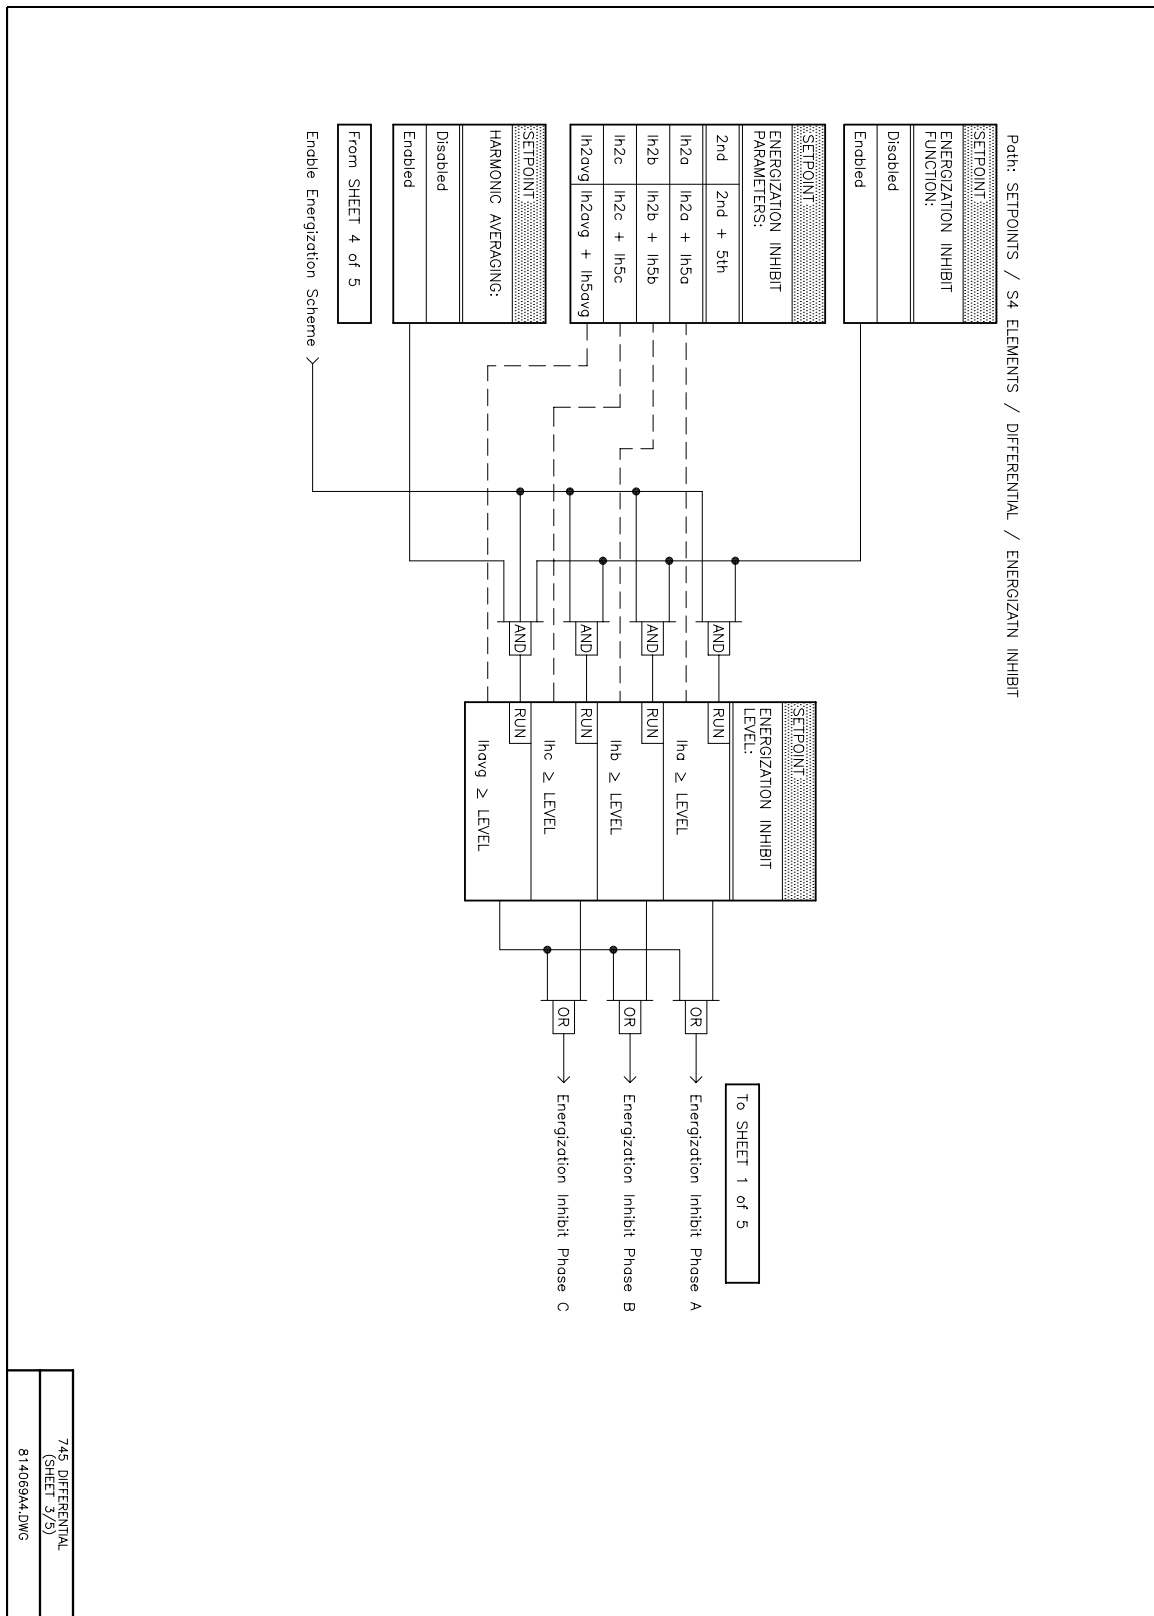 Path: SETPOINTS / S4 ELEMENTS / DIFFERENTIAL / ENERGIZATN INHIBIT
SETPOINT
ENERGIZATION INHIBIT
FUNCTION:
Disabled
Enabled
SETPOINT
ENERGIZATION INHIBIT
PARAMETERS:
2nd 2nd + 5th
Ih2a Ih2a + Ih5a
Ih2b Ih2b + Ih5b
Ih2c Ih2c + Ih5c
Ih2avg Ih2avg + Ih5avg
SETPOINT
HARMONIC AVERAGING:
Disabled
Enabled
From SHEET 4 of 5
Enable Energization Scheme
AND
AND
AND
AND
SETPOINT
ENERGIZATION INHIBIT
LEVEL:
RUN
Iha ≥ LEVEL
RUN
Ihb ≥ LEVEL
RUN
Ihc ≥ LEVEL
RUN
Ihavg ≥ LEVEL
OR
OR
OR
To SHEET 1 of 5
Energization Inhibit Phase A
Energization Inhibit Phase B
Energization Inhibit Phase C
745 DIFFERENTIAL
(SHEET 3/5)
814069A4.DWG